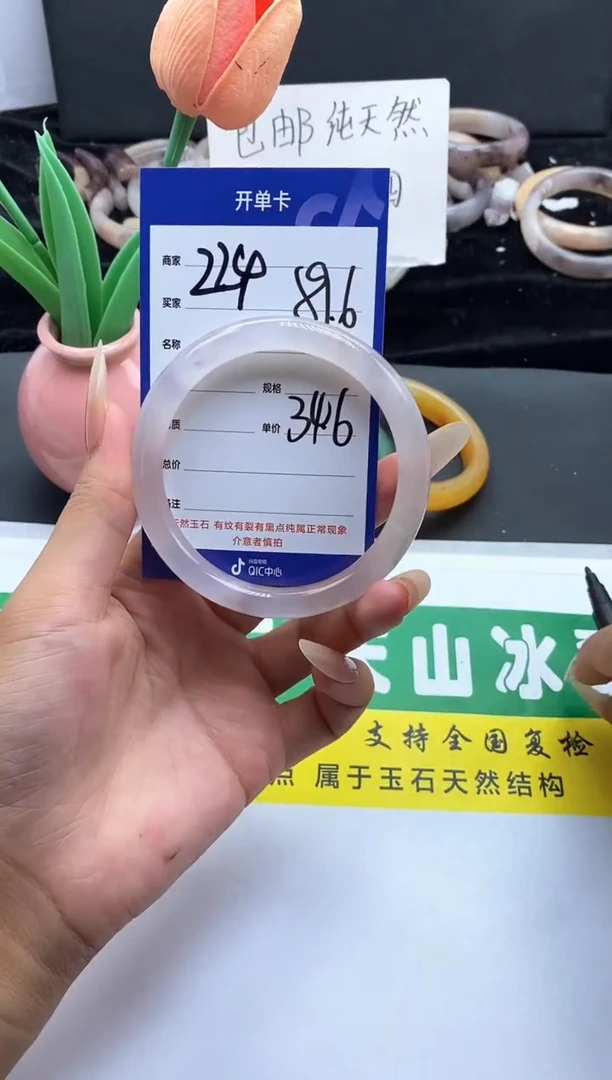 包邮 纯天然
开单卡
商家 224
买家 89.6
名称
规格
质 单价 346
总价
备注
天然玉石 有纹有裂有黑点纯属正常现象
介意者慎拍
QIC中心
天山冰
支持全国复检
点 属于玉石天然结构